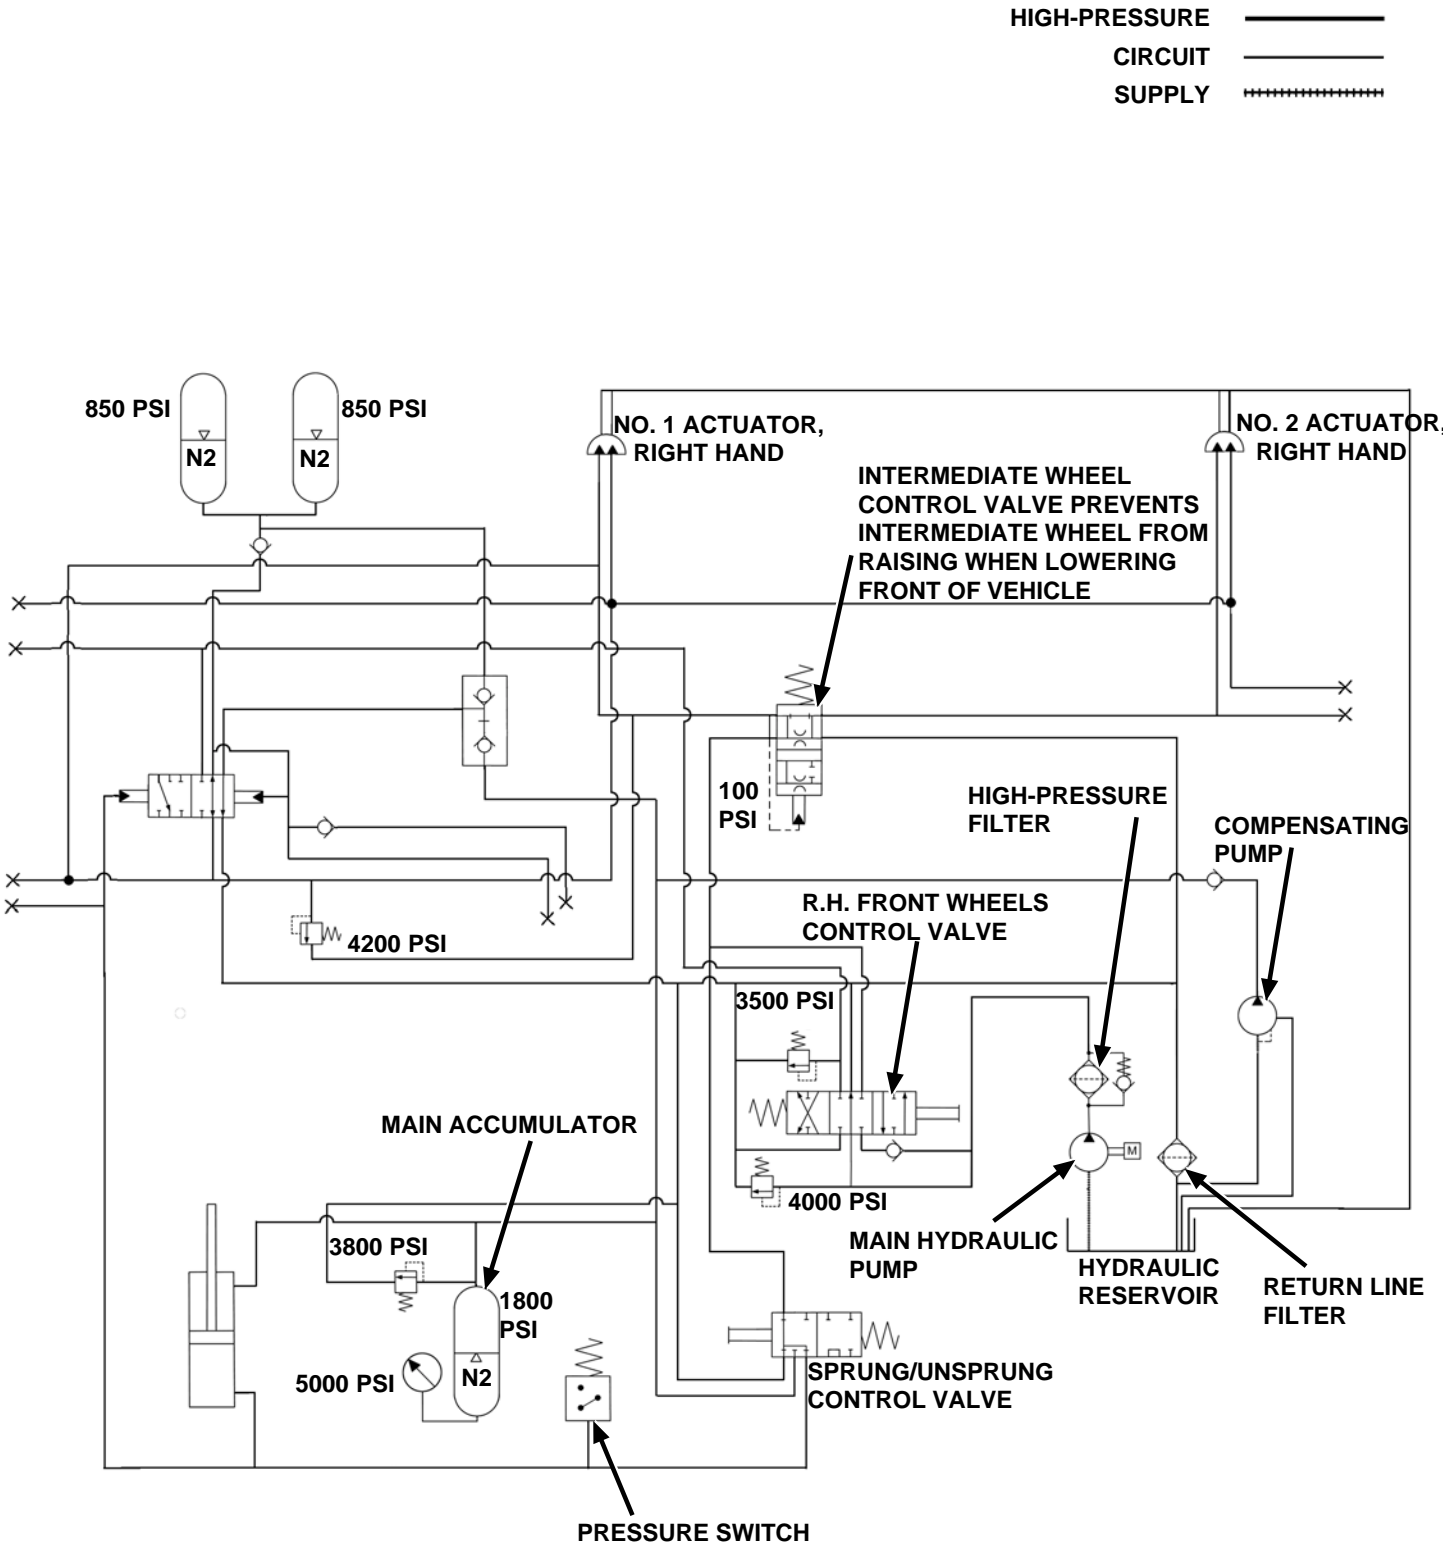 HIGH-PRESSURE
CIRCUIT
SUPPLY
850 PSI
850 PSI
N2
N2
NO. 1 ACTUATOR,
RIGHT HAND
NO. 2 ACTUATOR,
RIGHT HAND
INTERMEDIATE WHEEL
CONTROL VALVE PREVENTS
INTERMEDIATE WHEEL FROM
RAISING WHEN LOWERING
FRONT OF VEHICLE
100
PSI
HIGH-PRESSURE
FILTER
COMPENSATING
PUMP
R.H. FRONT WHEELS
CONTROL VALVE
4200 PSI
3500 PSI
MAIN ACCUMULATOR
M
4000 PSI
3800 PSI
MAIN HYDRAULIC
PUMP
HYDRAULIC
RESERVOIR
RETURN LINE
FILTER
1800
PSI
5000 PSI
N2
SPRUNG/UNSPRUNG
CONTROL VALVE
PRESSURE SWITCH